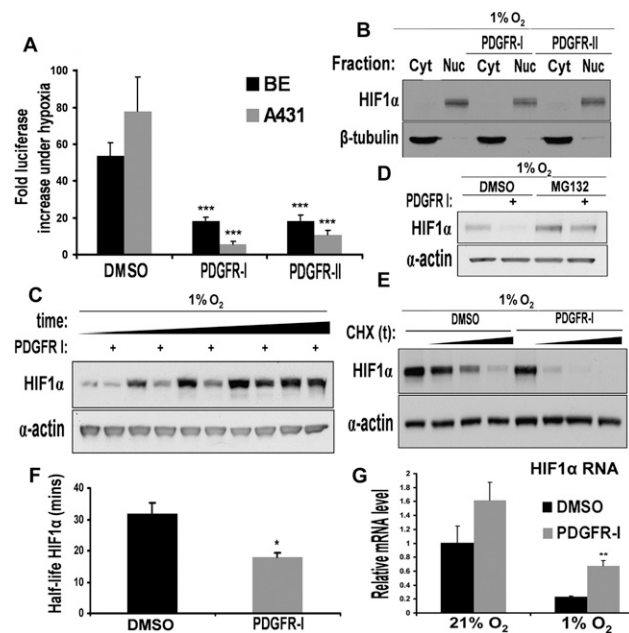 A
Fold luciferase
increase under hypoxia
100
80
60
40
20
0
BE
A431
***
***
***
***
DMSO
PDGFR-I
PDGFR-II
B
1% O2
PDGFR-I PDGFR-II
Fraction: Cyt Nuc Cyt Nuc Cyt Nuc
HIF1α
β-tubulin
D
1% O2
DMSO MG132
PDGFR I: + +
HIF1α
α-actin
C
1% O2
time:
PDGFR I: + + + + +
HIF1α
α-actin
E
1% O2
DMSO PDGFR-I
CHX (t)
HIF1α
α-actin
F
Half-life HIF1α (mins)
40
30
20
10
0
*
DMSO PDGFR-I
G
HIF1α RNA
Relative mRNA level
2
1.8
1.6
1.4
1.2
1
0.8
0.6
0.4
0.2
DMSO
PDGFR-I
**
21% O2 1% O2